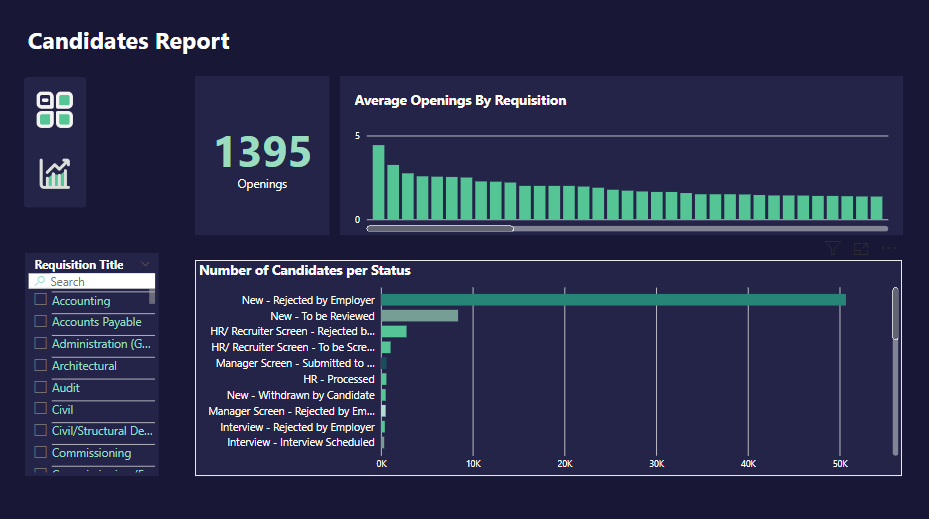 Candidates Report
1395
Openings
Average Openings By Requisition
5
0
Requisition Title
Search
Accounting
Accounts Payable
Administration (G...
Architectural
Audit
Civil
Civil/Structural De...
Commissioning
Number of Candidates per Status
New - Rejected by Employer
New - To be Reviewed
HR/ Recruiter Screen - Rejected b...
HR/ Recruiter Screen - To be Scre...
Manager Screen - Submitted to ...
HR - Processed
New - Withdrawn by Candidate
Manager Screen - Rejected by Em...
Interview - Rejected by Employer
Interview - Interview Scheduled
0K 10K 20K 30K 40K 50K